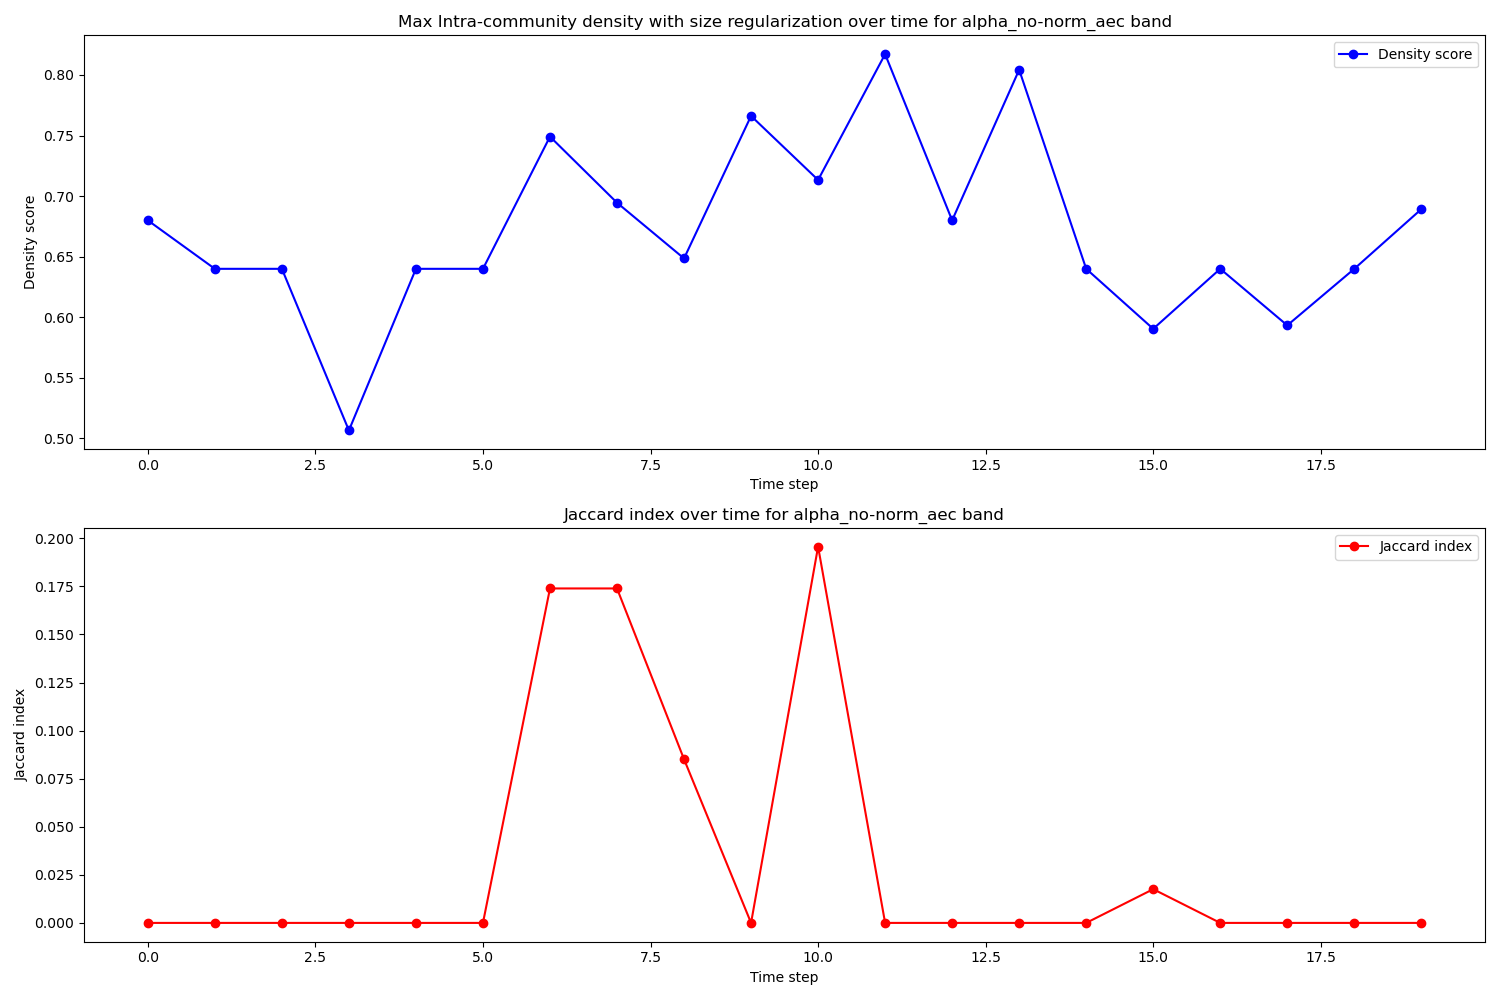 Max Intra-community density with size regularization over time for alpha_no-norm_aec band
Density score
0.80
0.75
0.70
0.65
0.60
0.55
0.50
Density score
0.0 2.5 5.0 7.5 10.0 12.5 15.0 17.5
Time step
Jaccard index over time for alpha_no-norm_aec band
Jaccard index
0.200
0.175
0.150
0.125
0.100
0.075
0.050
0.025
0.000
Jaccard index
0.0 2.5 5.0 7.5 10.0 12.5 15.0 17.5
Time step